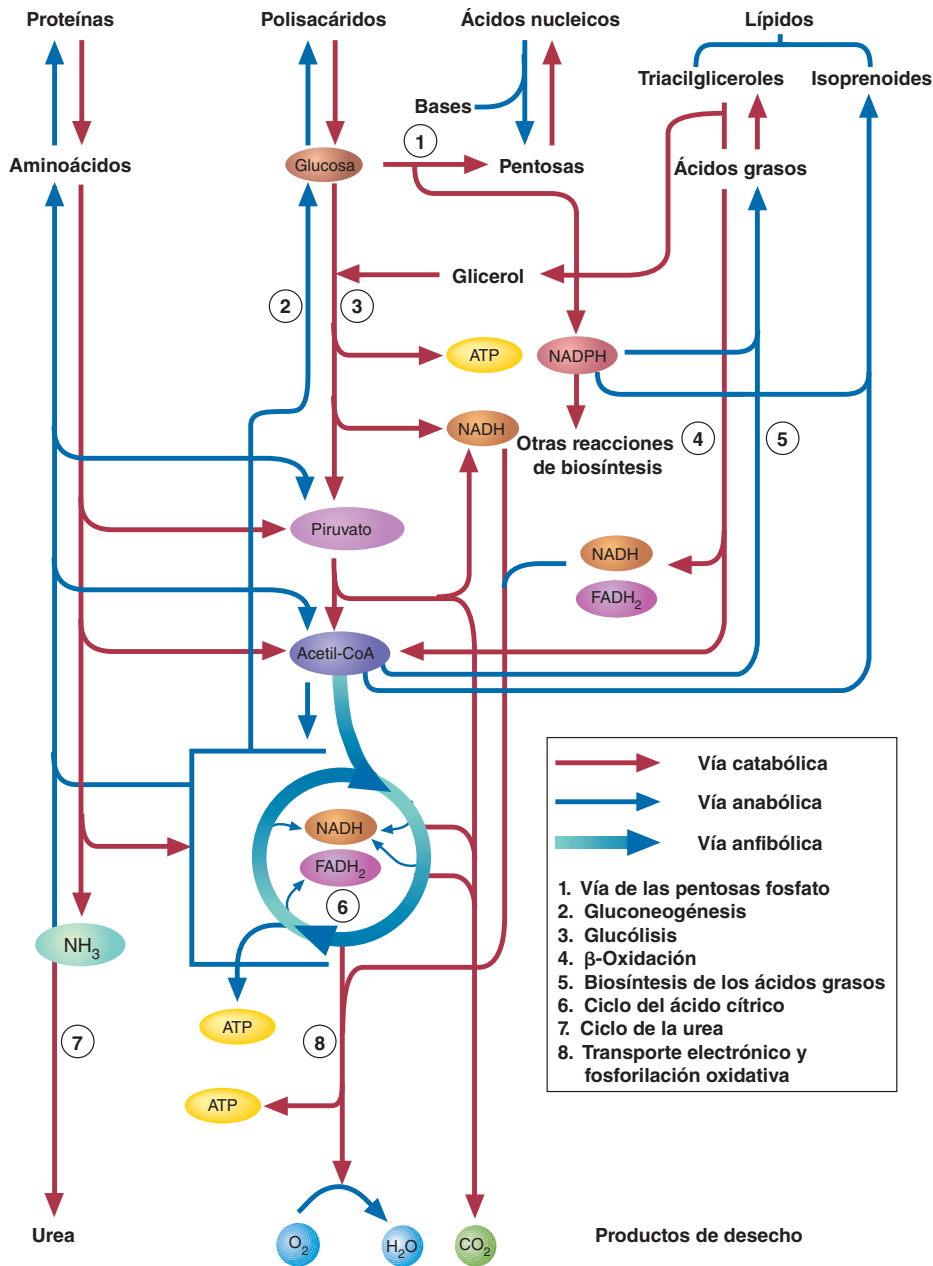 Proteínas
Polisacáridos
Ácidos nucleicos
Lípidos
Triacilgliceroles
Isoprenoides
Bases
1
Aminoácidos
Glucosa
Pentosas
Ácidos grasos
Glicerol
2
3
ATP
NADPH
NADH
Otras reacciones
de biosíntesis
4
5
Piruvato
NADH
FADH2
Acetil-CoA
Vía catabólica
Vía anabólica
Vía anfibólica
NADH
FADH2
6
NH3
ATP
7
8
ATP
1. Vía de las pentosas fosfato
2. Gluconeogénesis
3. Glucólisis
4. β-Oxidación
5. Biosíntesis de los ácidos grasos
6. Ciclo del ácido cítrico
7. Ciclo de la urea
8. Transporte electrónico y
fosforilación oxidativa
Urea
O2
H2O
CO2
Productos de desecho